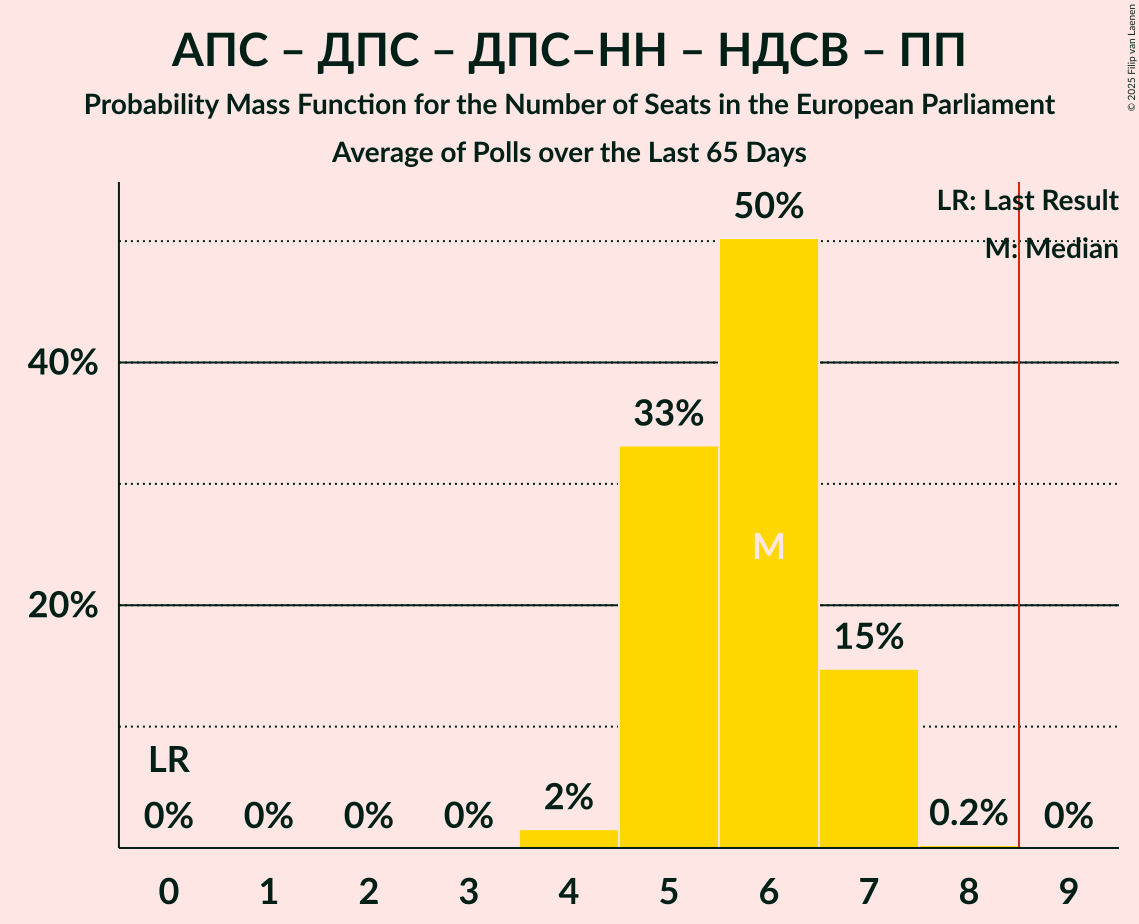 АПС – ДПС – ДПС–НН – НДСВ – ПП
Probability Mass Function for the Number of Seats in the European Parliament
Average of Polls over the Last 65 Days
© 2025 Filip van Laenen
LR: Last Result
M: Median
50%
40%
33%
M
20%
15%
LR
0% 0% 0% 0% 2% 0.2% 0%
0 1 2 3 4 5 6 7 8 9